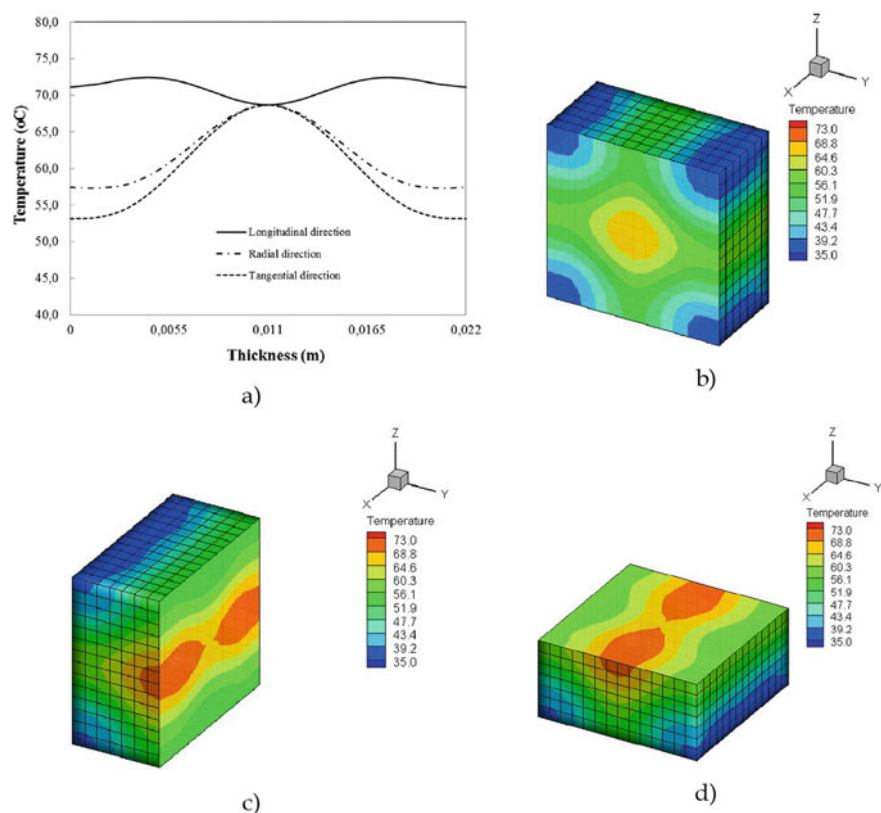 80,0
75,0
70,0
65,0
60,0
55,0
50,0
45,0
40,0
Temperature (oC)
Longitudinal direction
Radial direction
Tangential direction
0
0,0055
0,011
0,0165
0,022
Thickness (m)
a)
Z
X
Y
Temperature
73.0
68.8
64.6
60.3
56.1
51.9
47.7
43.4
39.2
35.0
b)
Z
X
Y
Temperature
73.0
68.8
64.6
60.3
56.1
51.9
47.7
43.4
39.2
35.0
c)
Z
X
Y
Temperature
73.0
68.8
64.6
60.3
56.1
51.9
47.7
43.4
39.2
35.0
d)